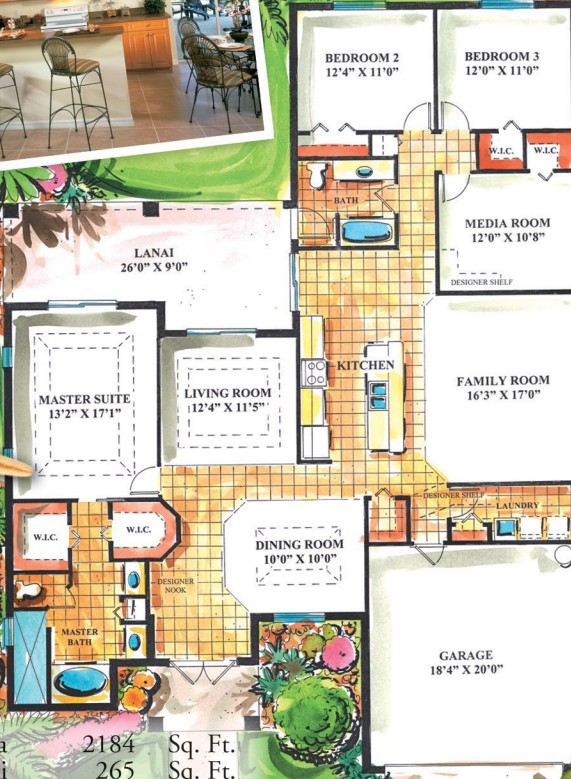 BEDROOM 2
12'4" X 11'0"
BEDROOM 3
12'0" X 11'0"
W.I.C.
W.I.C.
BATH
MEDIA ROOM
12'0" X 10'8"
DESIGNER SHELF
LANAI
26'0" X 9'0"
KITCHEN
FAMILY ROOM
16'3" X 17'0"
MASTER SUITE
13'2" X 17'1"
LIVING ROOM
12'4" X 11'5"
DESIGNER SHELF
LAUNDRY
W.I.C.
W.I.C.
DINING ROOM
10'0" X 10'0"
DESIGNER
NOOK
MASTER
BATH
GARAGE
18'4" X 20'0"
a 2184 Sq. Ft.
i 265 Sq. Ft.